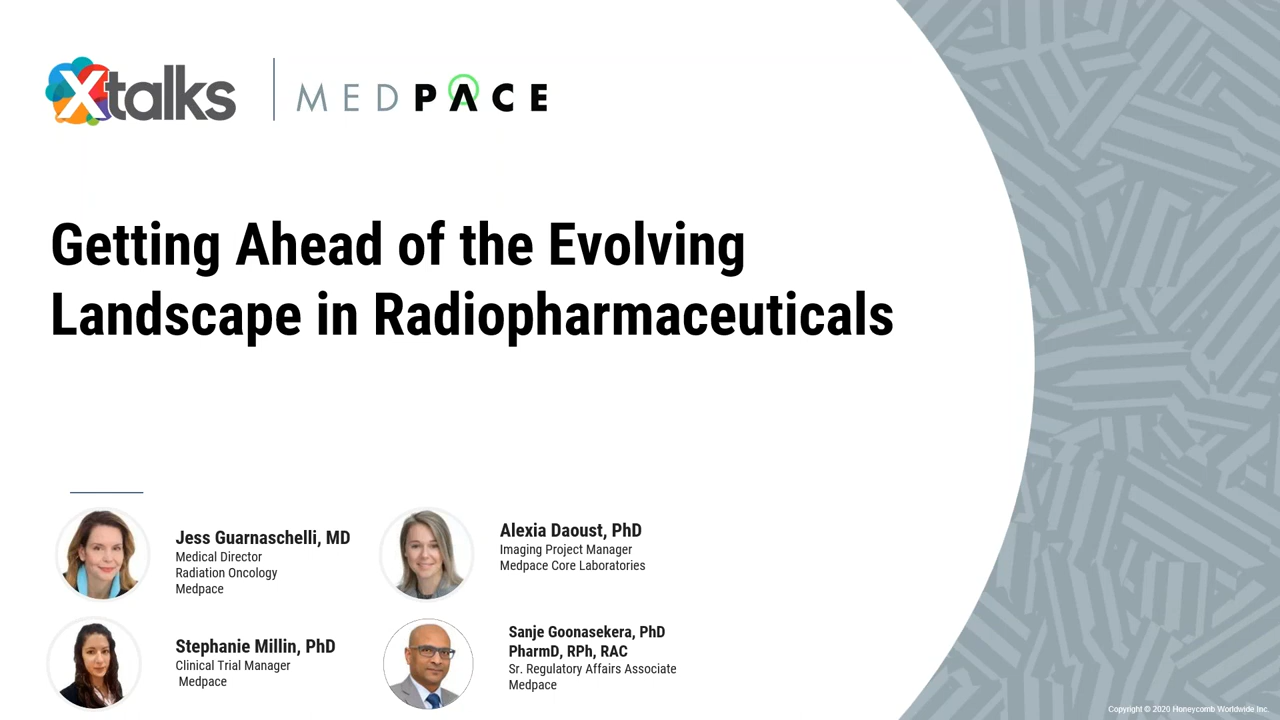 Xtalks
MEDPACE
Getting Ahead of the Evolving
Landscape in Radiopharmaceuticals
Jess Guarnaschelli, MD
Medical Director
Radiation Oncology
Medpace
Alexia Daoust, PhD
Imaging Project Manager
Medpace Core Laboratories
Stephanie Millin, PhD
Clinical Trial Manager
Medpace
Sanje Goonasekera, PhD
PharmD, RPh, RAC
Sr. Regulatory Affairs Associate
Medpace
Copyright © 2020 Honeycomb Worldwide Inc.